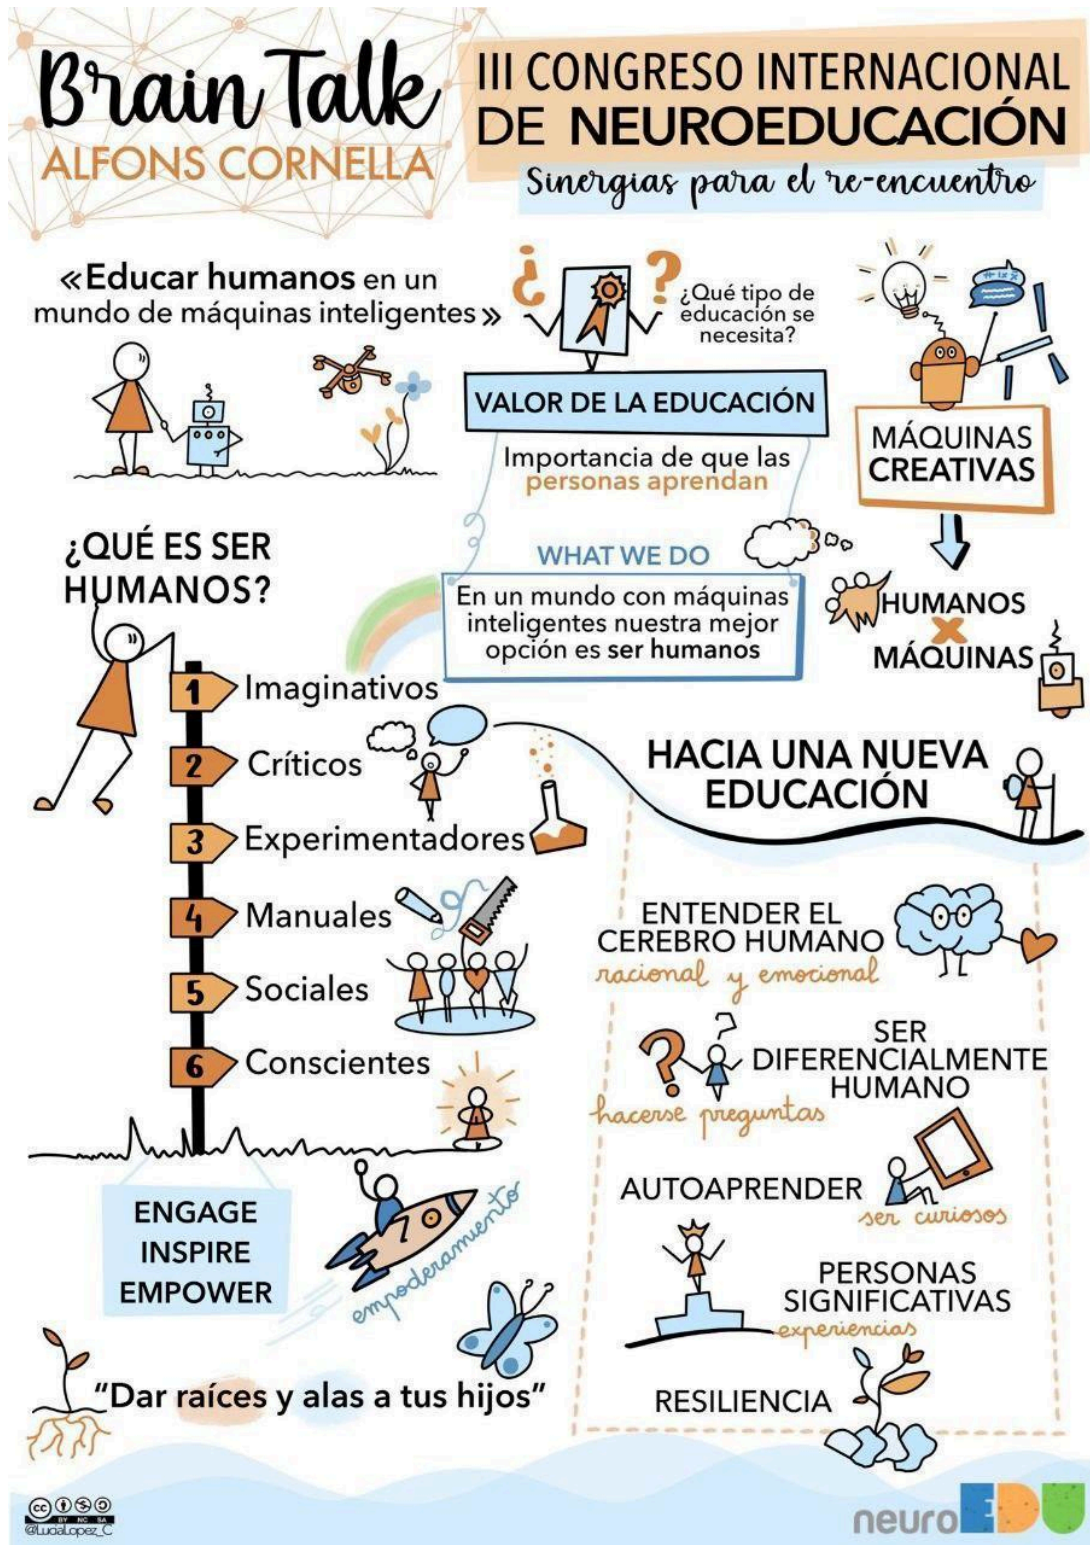 Brain Talk
ALFONS CORNELLA
III CONGRESO INTERNACIONAL
DE NEUROEDUCACIÓN
Sinergias para el re-encuentro
«Educar humanos en un
mundo de máquinas inteligentes»
¿ ?
¿Qué tipo de
educación se
necesita?
VALOR DE LA EDUCACIÓN
Importancia de que las
personas aprendan
WHAT WE DO
En un mundo con máquinas
inteligentes nuestra mejor
opción es ser humanos
MÁQUINAS
CREATIVAS
HUMANOS
X
MÁQUINAS
¿QUÉ ES SER
HUMANOS?
1 Imaginativos
2 Críticos
3 Experimentadores
4 Manuales
5 Sociales
6 Conscientes
ENGAGE
INSPIRE
EMPOWER
empoderamiento
"Dar raíces y alas a tus hijos"
HACIA UNA NUEVA
EDUCACIÓN
ENTENDER EL
CEREBRO HUMANO
racional y emocional
?
?
SER
DIFERENCIALMENTE
HUMANO
hacerse preguntas
AUTOAPRENDER
ser curiosos
PERSONAS
SIGNIFICATIVAS
experiencias
RESILIENCIA
cc
BY NC SA
@LuciaLopez_C
neuroEDU